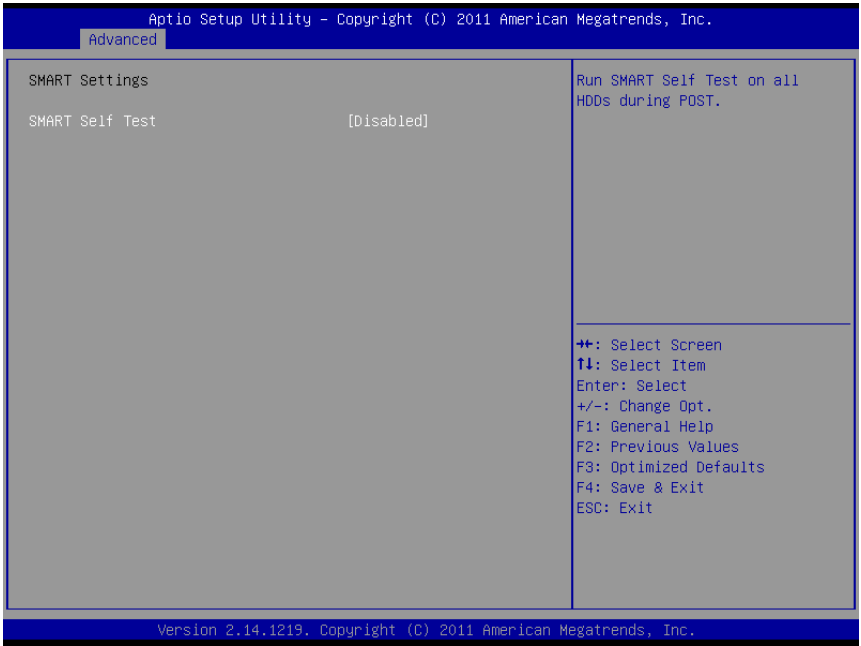 Aptio Setup Utility – Copyright (C) 2011 American Megatrends, Inc.
Advanced
SMART Settings
SMART Self Test [Disabled]
Run SMART Self Test on all
HDDs during POST.
→←: Select Screen
↑↓: Select Item
Enter: Select
+/-: Change Opt.
F1: General Help
F2: Previous Values
F3: Optimized Defaults
F4: Save & Exit
ESC: Exit
Version 2.14.1219. Copyright (C) 2011 American Megatrends, Inc.